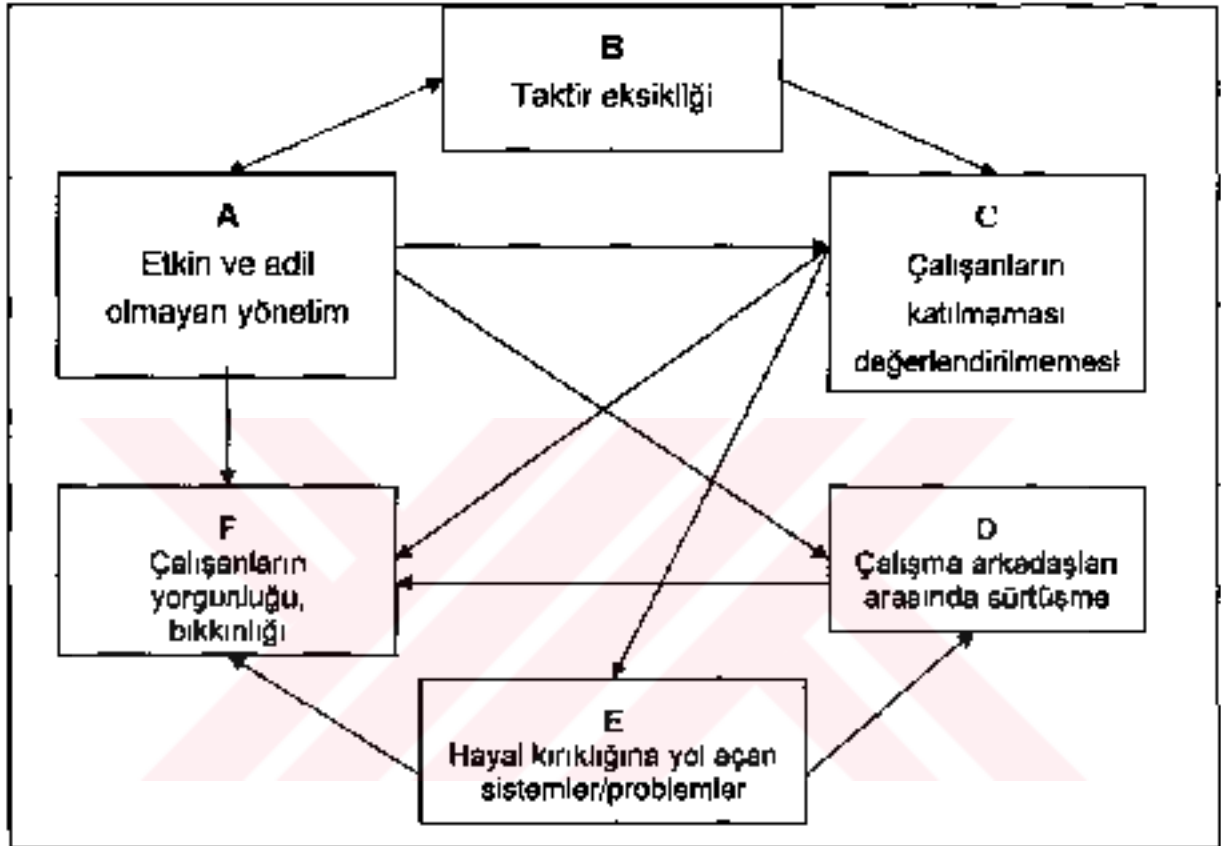 B
Taktir eksikliği
A
Etkin ve adil
olmayan yönetim
C
Çalışanların
katılmaması
değerlendirilmemesi
F
Çalışanların
yorgunluğu,
bıkkınlığı
D
Çalışma arkadaşları
arasında sürtüşme
E
Hayal kırıklığına yol açan
sistemler/problemler